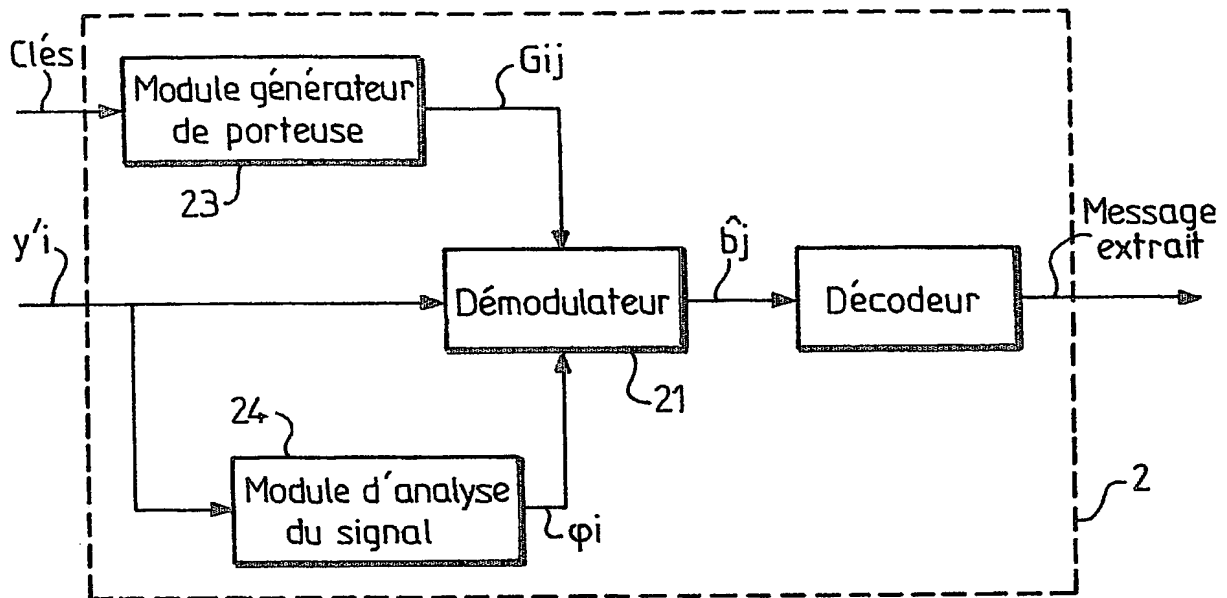 Clés
Module générateur
de porteuse
23
Gij
y'i
Démodulateur
21
b̂j
Décodeur
Message
extrait
24
Module d'analyse
du signal
φi
2